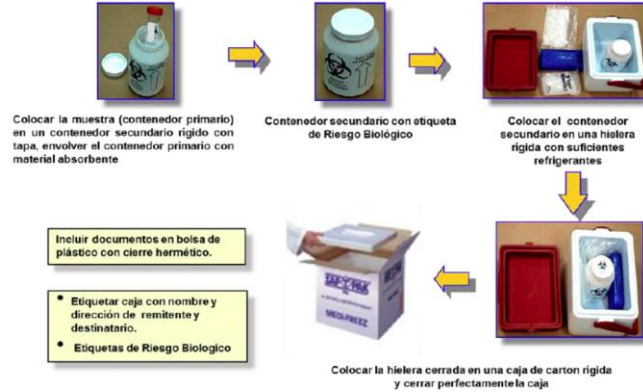 Colocar la muestra (contenedor primario)
en un contenedor secundario rígido con
tapa, envolver el contenedor primario con
material absorbente
Contenedor secundario con etiqueta
de Riesgo Biológico
Colocar el contenedor
secundario en una hielera
rígida con suficientes
refrigerantes
Incluir documentos en bolsa de
plástico con cierre hermético.
• Etiquetar caja con nombre y
dirección de remitente y
destinatario.
• Etiquetas de Riesgo Biologico
SAF T PAK
MEDI-FREEZ
Colocar la hielera cerrada en una caja de carton rígida
y cerrar perfectamente la caja